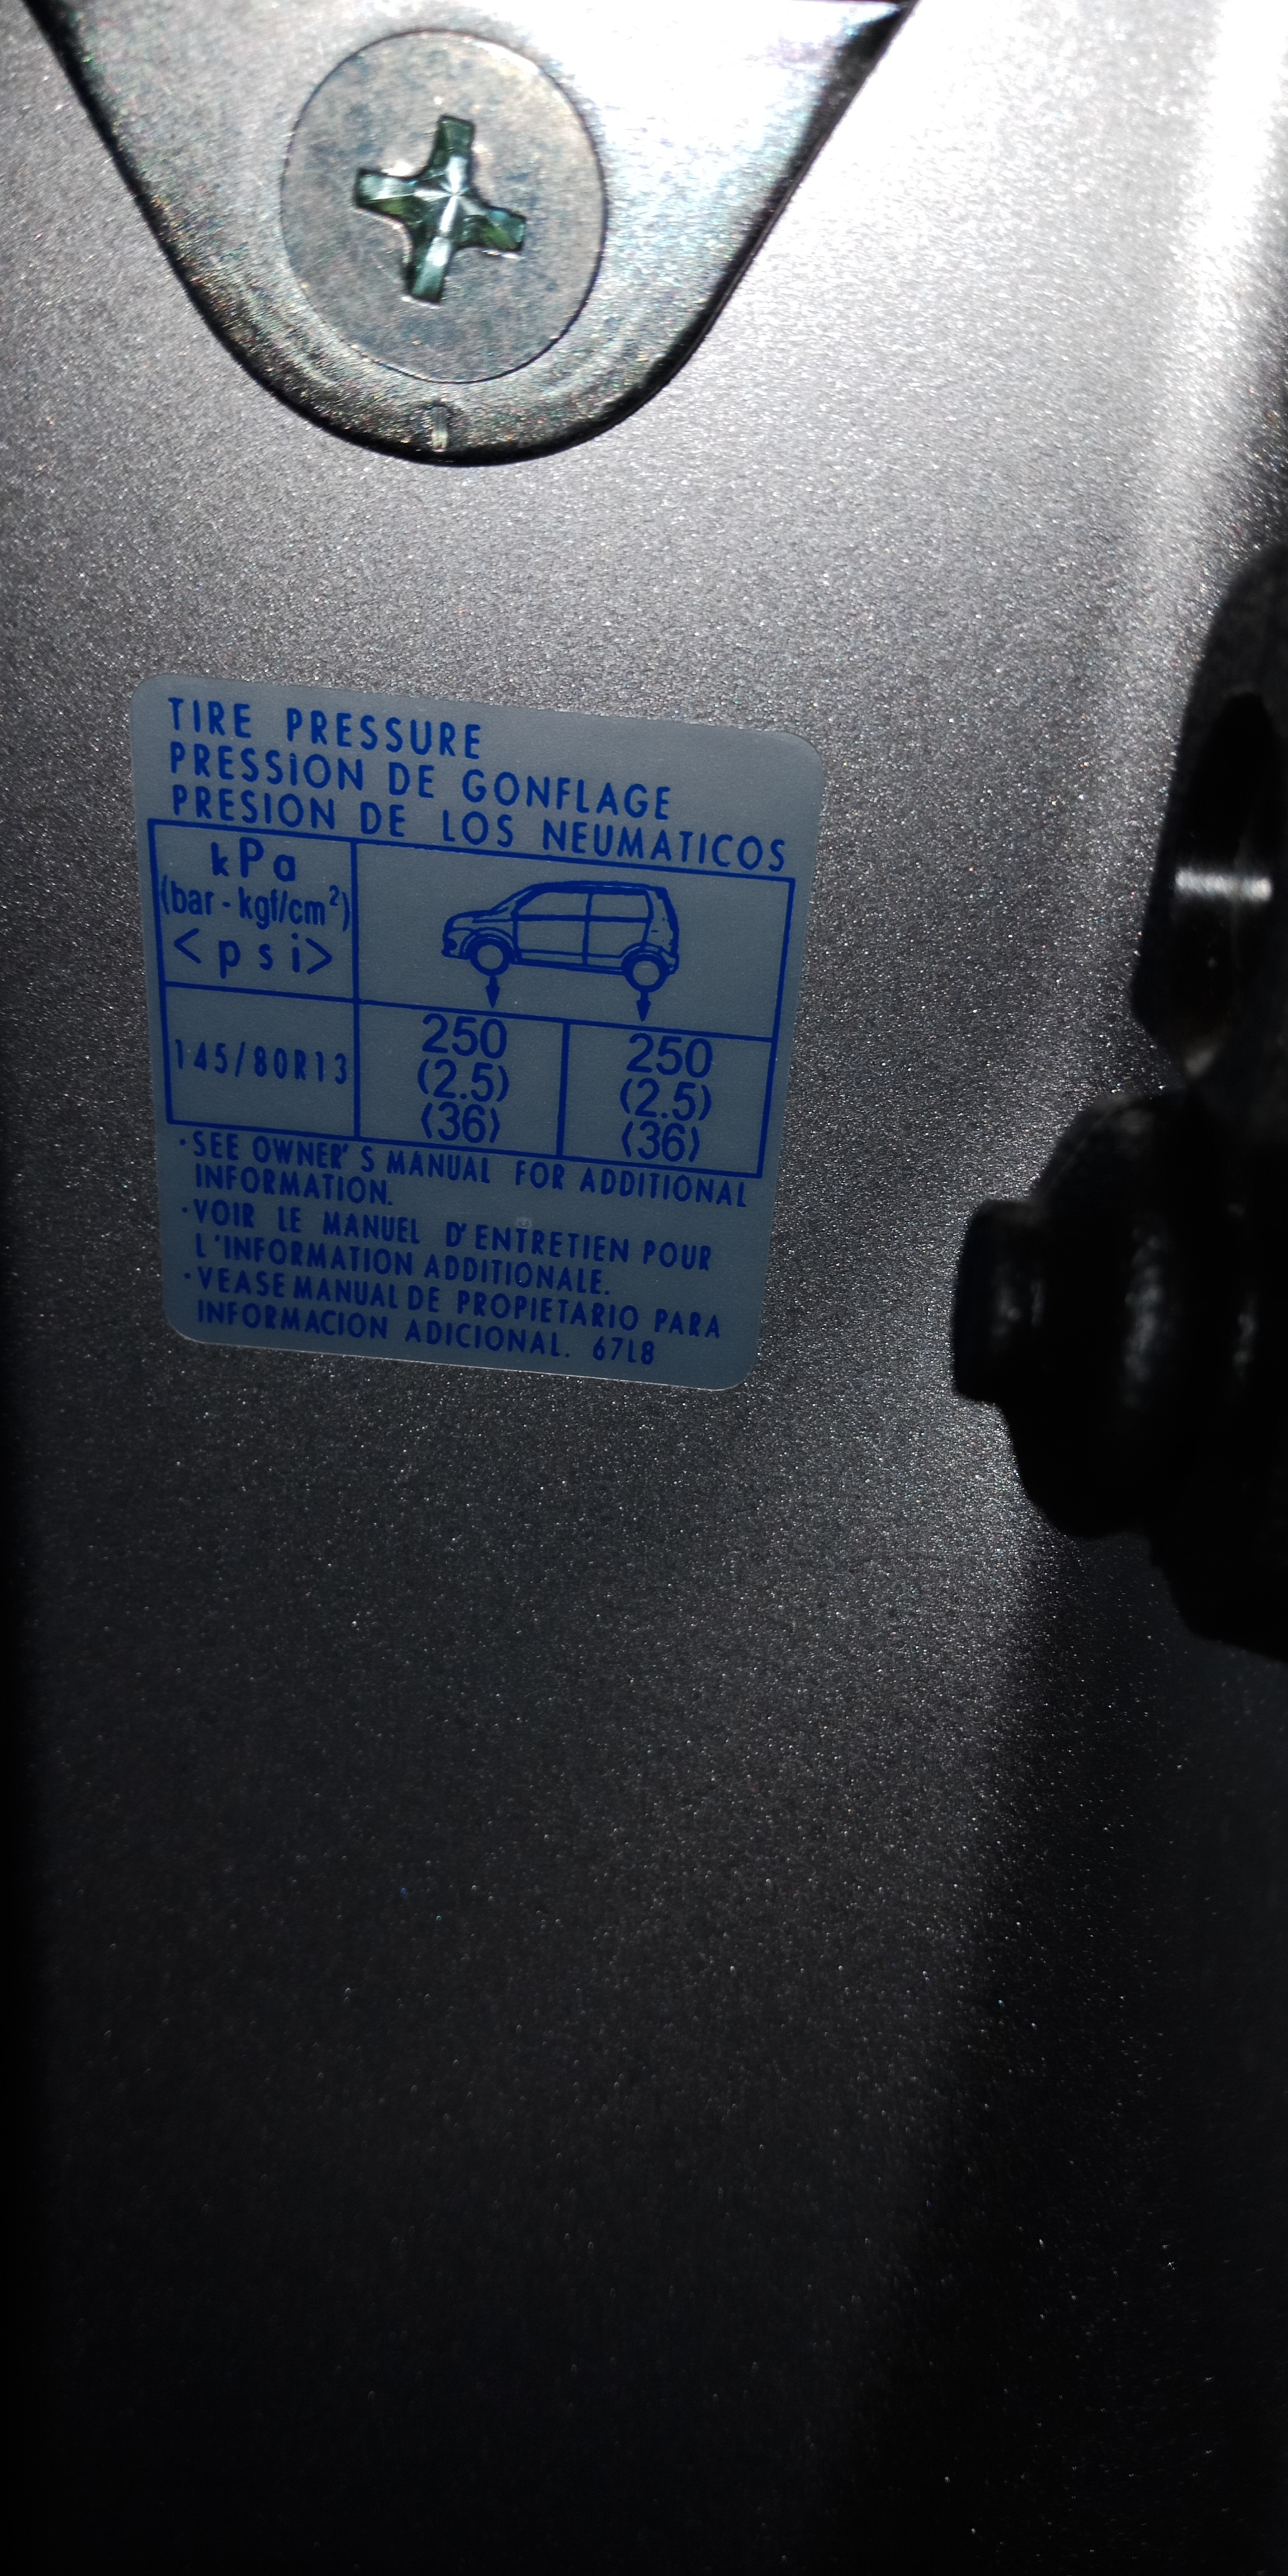 TIRE PRESSURE
PRESSION DE GONFLAGE
PRESION DE LOS NEUMATICOS
kPa
(bar-kgf/cm²)
<psi>
145/80R13
250 250
(2.5) (2.5)
<36> <36>
·SEE OWNER'S MANUAL FOR ADDITIONAL
INFORMATION.
·VOIR LE MANUEL D'ENTRETIEN POUR
L'INFORMATION ADDITIONALE.
·VEASE MANUAL DE PROPIETARIO PARA
INFORMACION ADICIONAL. 67L8